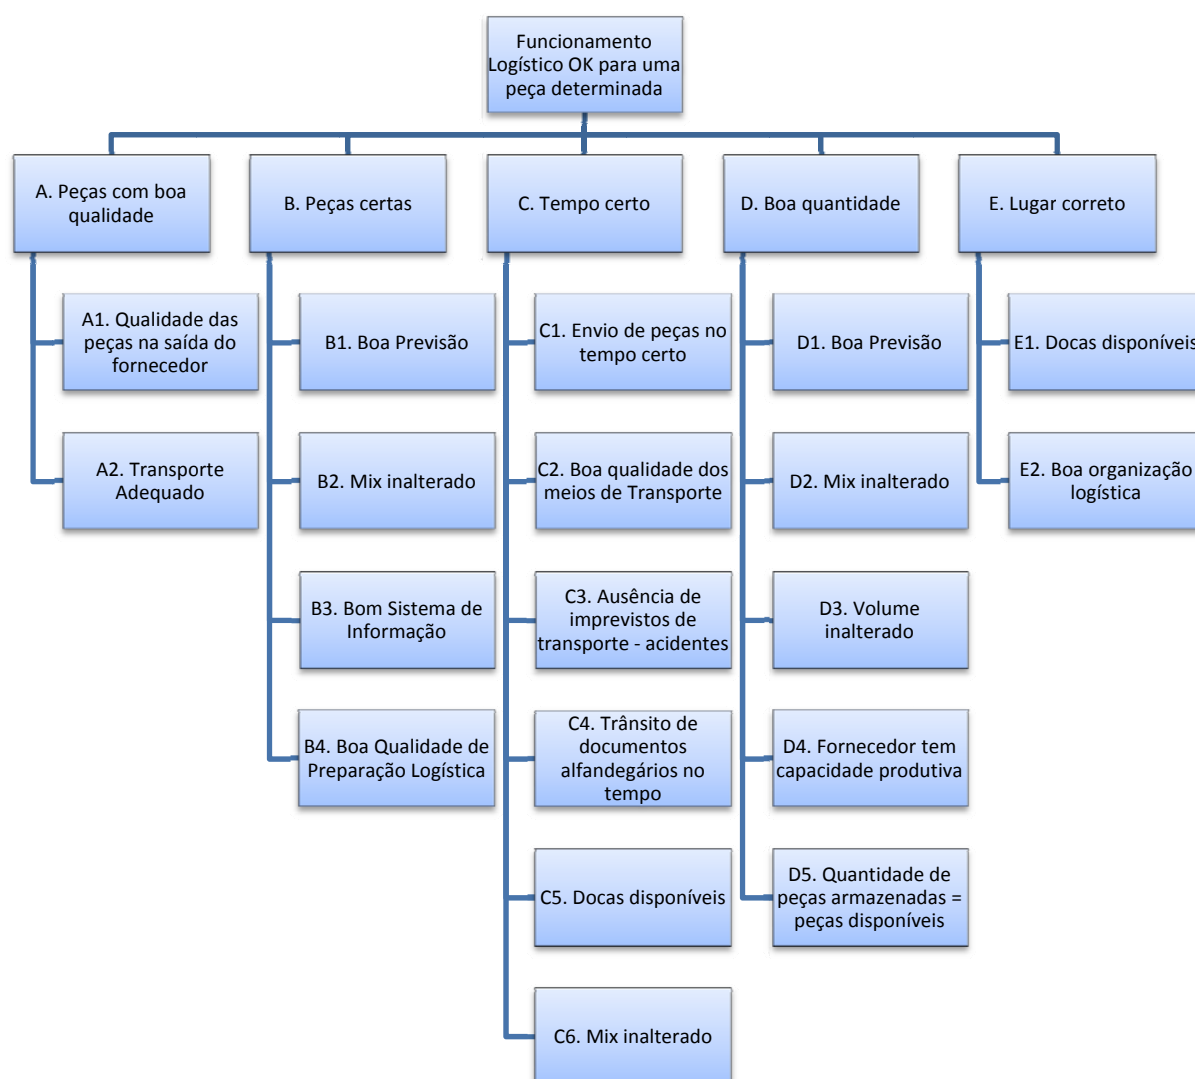 Funcionamento
Logístico OK para uma
peça determinada
A. Peças com boa
qualidade
B. Peças certas
C. Tempo certo
D. Boa quantidade
E. Lugar correto
A1. Qualidade das
peças na saída do
fornecedor
A2. Transporte
Adequado
B1. Boa Previsão
B2. Mix inalterado
B3. Bom Sistema de
Informação
B4. Boa Qualidade de
Preparação Logística
C1. Envio de peças no
tempo certo
C2. Boa qualidade dos
meios de Transporte
C3. Ausência de
imprevistos de
transporte - acidentes
C4. Trânsito de
documentos
alfandegários no
tempo
C5. Docas disponíveis
C6. Mix inalterado
D1. Boa Previsão
D2. Mix inalterado
D3. Volume
inalterado
D4. Fornecedor tem
capacidade produtiva
D5. Quantidade de
peças armazenadas =
peças disponíveis
E1. Docas disponíveis
E2. Boa organização
logística